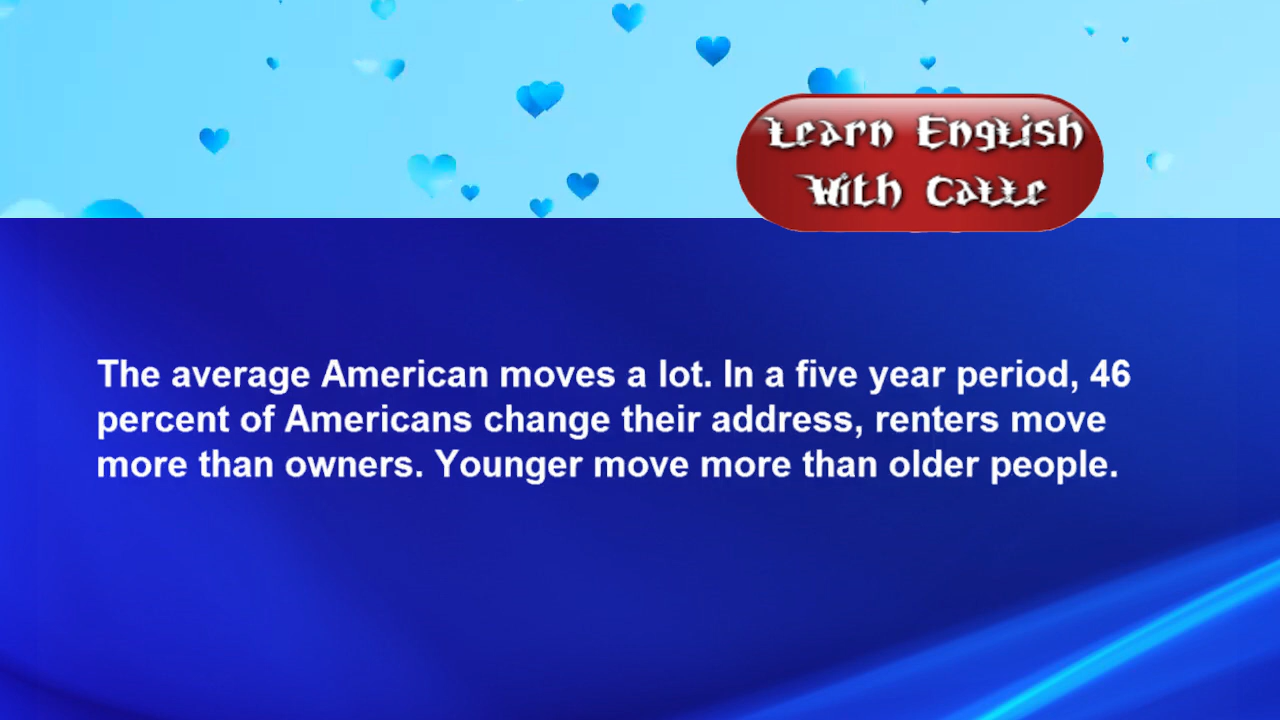 Learn English
With Calle
The average American moves a lot. In a five year period, 46
percent of Americans change their address, renters move
more than owners. Younger move more than older people.